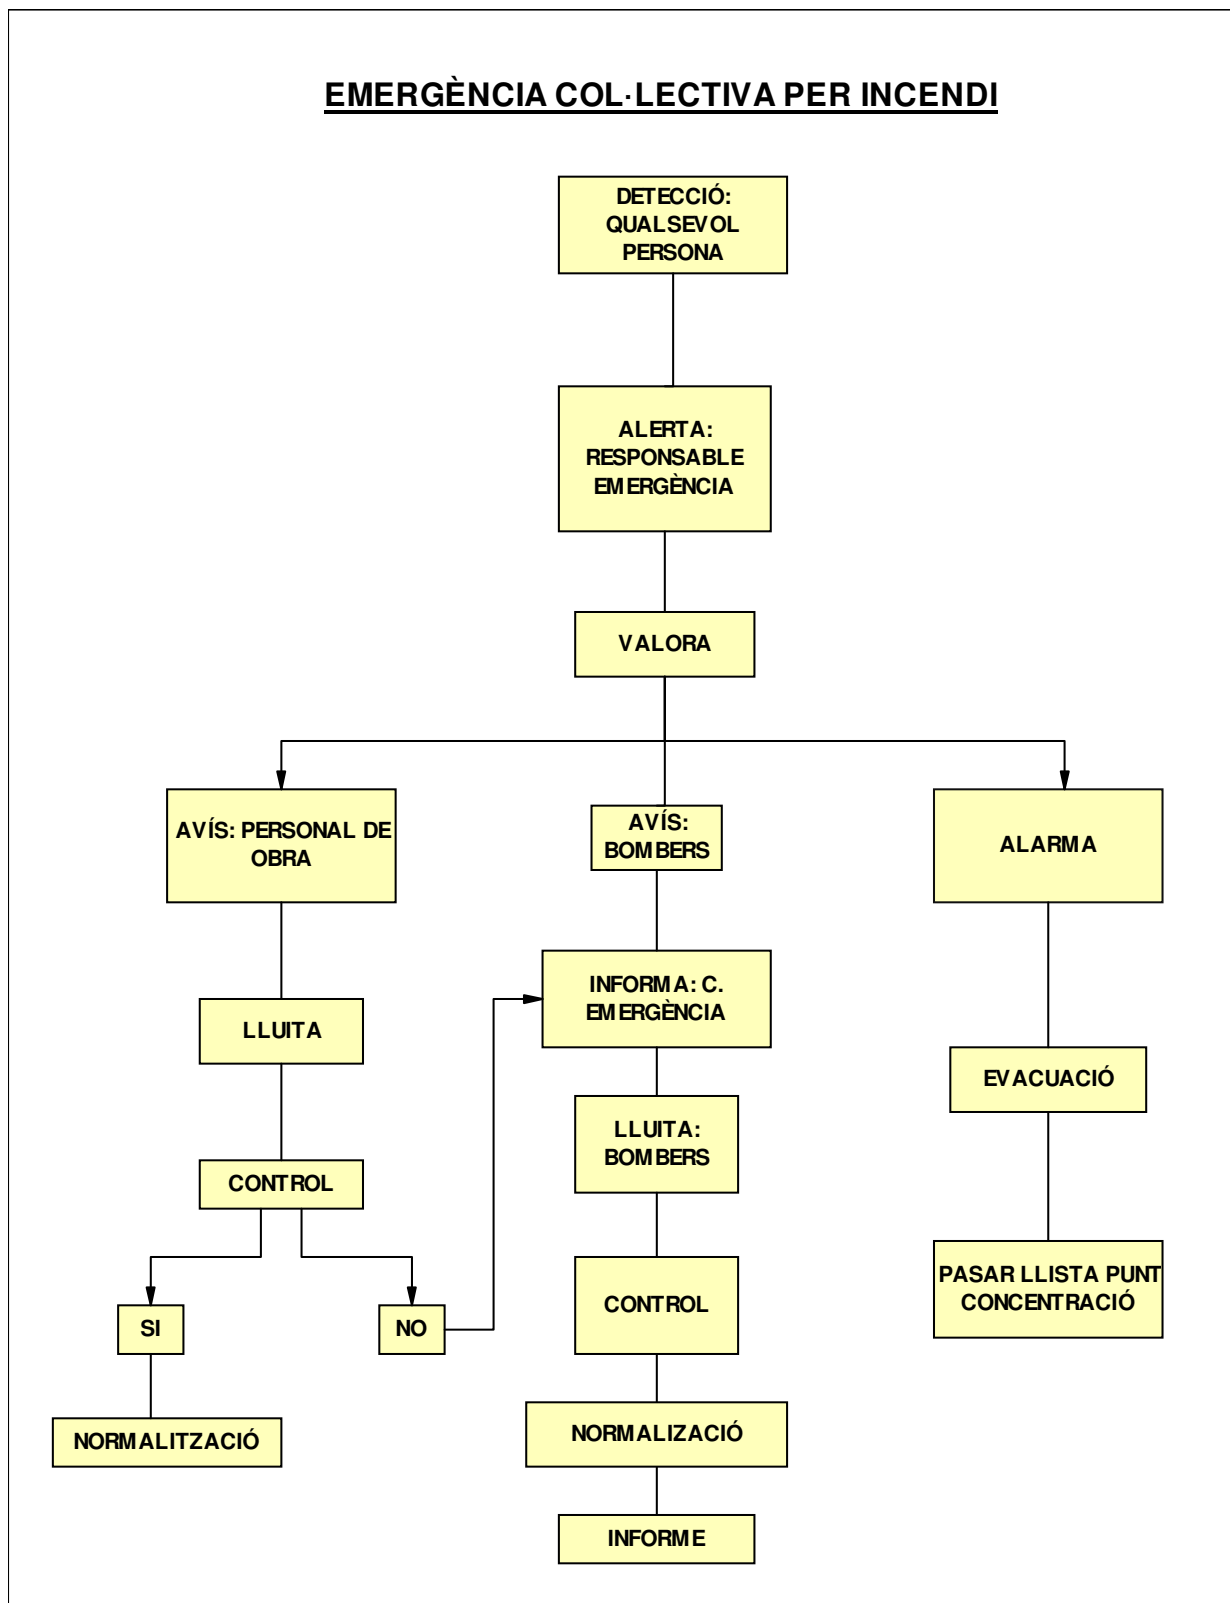 EMERGÈNCIA COL·LECTIVA PER INCENDI
DETECCIÓ:
QUALSEVOL
PERSONA
ALERTA:
RESPONSABLE
EMERGÈNCIA
VALORA
AVÍS: PERSONAL DE
OBRA
AVÍS:
BOMBERS
ALARMA
LLUITA
INFORMA: C.
EMERGÈNCIA
EVACUACIÓ
LLUITA:
BOMBERS
CONTROL
CONTROL
PASAR LLISTA PUNT
CONCENTRACIÓ
SI
NO
NORMALITZACIÓ
NORMALIZACIÓ
INFORME